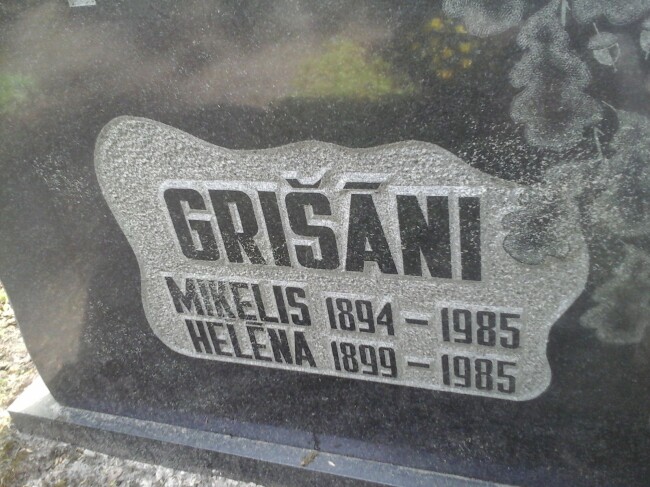 GRIŠĀNI
MIKELIS 1894 - 1985
HELĒNA 1899 - 1985